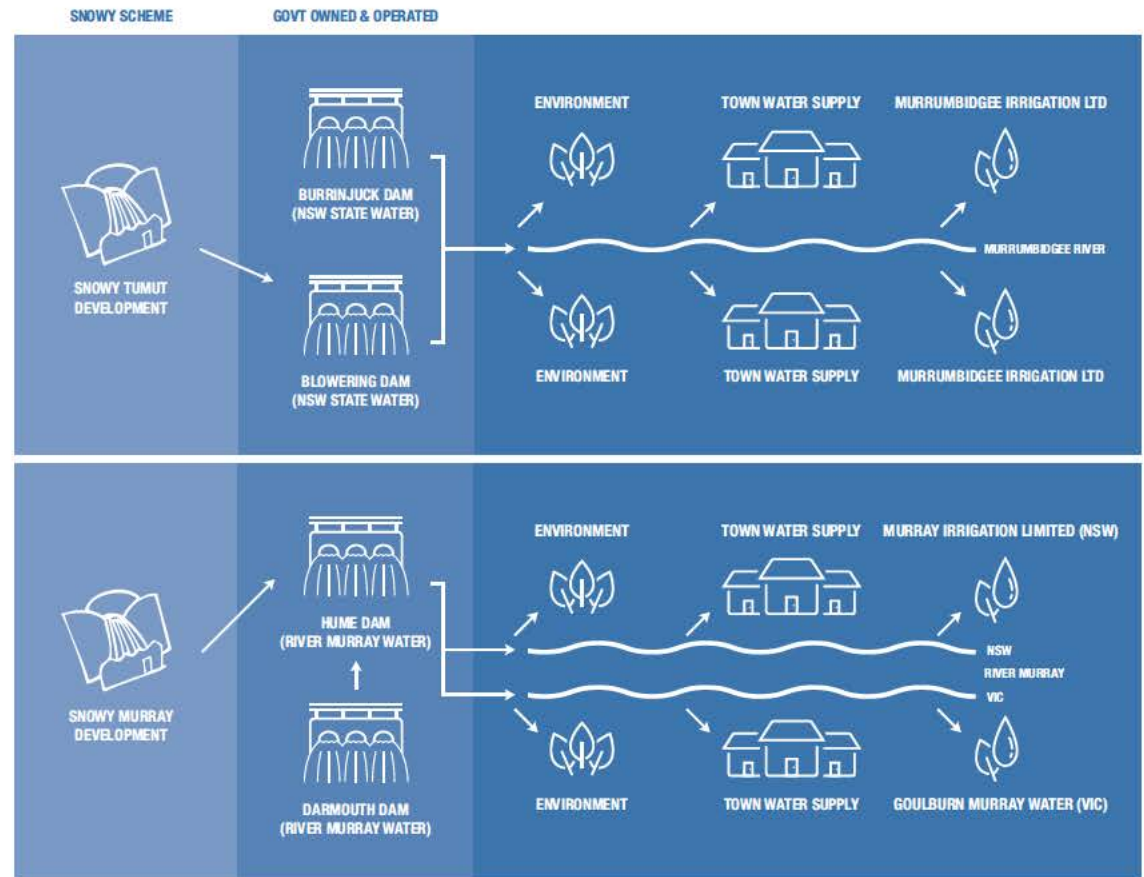 SNOWY SCHEME
GOVT OWNED & OPERATED
BURRINJUCK DAM
(NSW STATE WATER)
SNOWY TUMUT
DEVELOPMENT
BLOWERING DAM
(NSW STATE WATER)
ENVIRONMENT
TOWN WATER SUPPLY
MURRUMBIDGEE IRRIGATION LTD
MURRUMBIDGEE RIVER
ENVIRONMENT
TOWN WATER SUPPLY
MURRUMBIDGEE IRRIGATION LTD
HUME DAM
(RIVER MURRAY WATER)
SNOWY MURRAY
DEVELOPMENT
DARMOUTH DAM
(RIVER MURRAY WATER)
ENVIRONMENT
TOWN WATER SUPPLY
MURRAY IRRIGATION LIMITED (NSW)
NSW
RIVER MURRAY
VIC
ENVIRONMENT
TOWN WATER SUPPLY
GOULBURN MURRAY WATER (VIC)